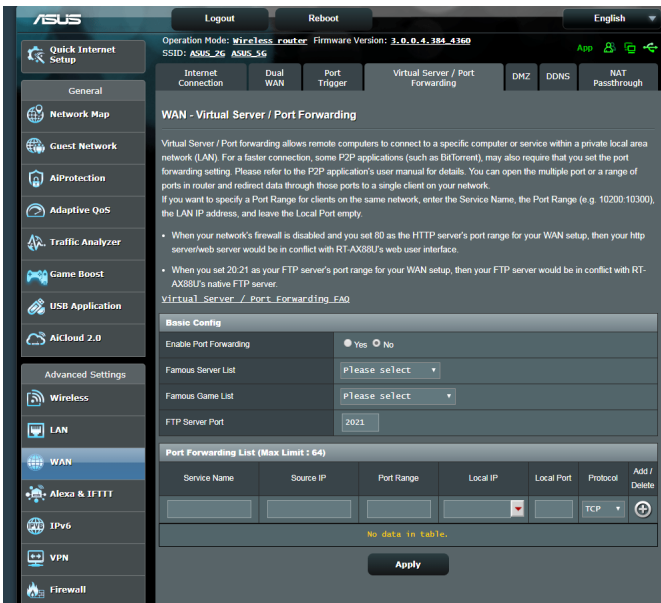 ASUS
Logout
Reboot
English
Quick Internet
Setup
Operation Mode: Wireless router Firmware Version: 3.0.0.4.384_4360
SSID: ASUS_2G ASUS_5G
App
General
Network Map
Guest Network
AiProtection
Adaptive QoS
Traffic Analyzer
Game Boost
USB Application
AiCloud 2.0
Advanced Settings
Wireless
LAN
WAN
Alexa & IFTTT
IPv6
VPN
Firewall
Internet
Connection
Dual
WAN
Port
Trigger
Virtual Server / Port
Forwarding
DMZ
DDNS
NAT
Passthrough
WAN - Virtual Server / Port Forwarding
Virtual Server / Port forwarding allows remote computers to connect to a specific computer or service within a private local area
network (LAN). For a faster connection, some P2P applications (such as BitTorrent), may also require that you set the port
forwarding setting. Please refer to the P2P application's user manual for details. You can open the multiple port or a range of
ports in router and redirect data through those ports to a single client on your network.
If you want to specify a Port Range for clients on the same network, enter the Service Name, the Port Range (e.g. 10200:10300),
the LAN IP address, and leave the Local Port empty.
• When your network's firewall is disabled and you set 80 as the HTTP server's port range for your WAN setup, then your http
server/web server would be in conflict with RT-AX88U's web user interface.
• When you set 20:21 as your FTP server's port range for your WAN setup, then your FTP server would be in conflict with RT-
AX88U's native FTP server.
Virtual Server / Port Forwarding FAQ
Basic Config
Enable Port Forwarding Yes No
Famous Server List Please select
Famous Game List Please select
FTP Server Port 2021
Port Forwarding List (Max Limit : 64)
Service Name Source IP Port Range Local IP Local Port Protocol Add /
Delete
TCP
No data in table.
Apply